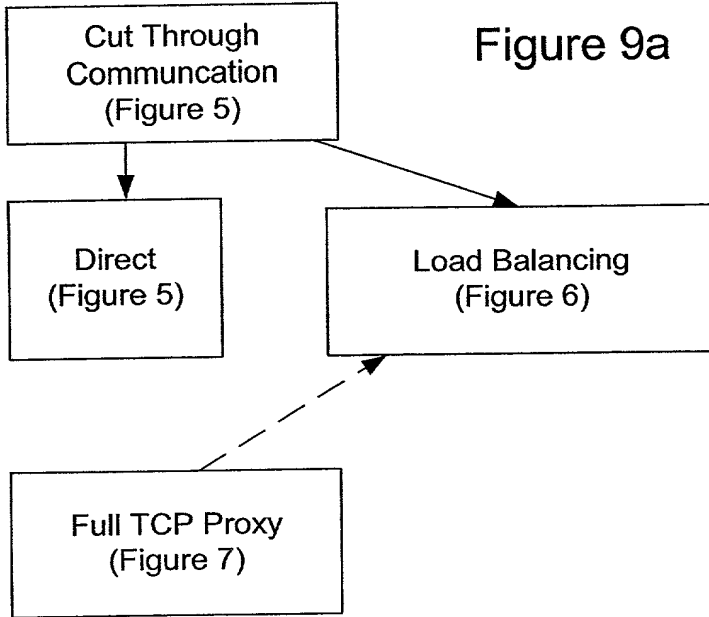 Cut Through
Communcation
(Figure 5)
Figure 9a
Direct
(Figure 5)
Load Balancing
(Figure 6)
Full TCP Proxy
(Figure 7)